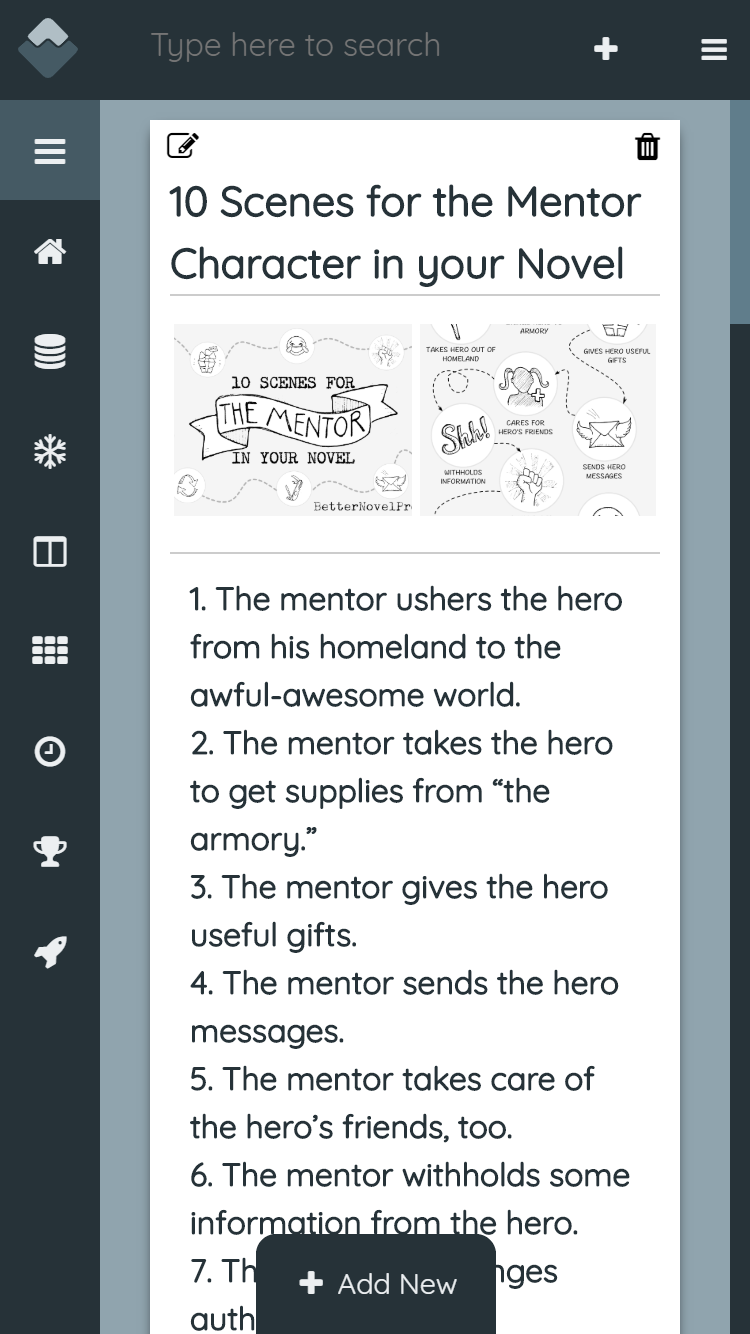 Type here to search
10 Scenes for the Mentor
Character in your Novel
10 SCENES FOR
THE MENTOR
IN YOUR NOVEL
BetterNovelPr
ARMORY
TAKES HERO OUT OF
HOMELAND
GIVES HERO USEFUL
GIFTS
CARES FOR
HERO'S FRIENDS
Shh!
WITHHOLDS
INFORMATION
SENDS HERO
MESSAGES
1. The mentor ushers the hero
from his homeland to the
awful-awesome world.
2. The mentor takes the hero
to get supplies from “the
armory.”
3. The mentor gives the hero
useful gifts.
4. The mentor sends the hero
messages.
5. The mentor takes care of
the hero’s friends, too.
6. The mentor withholds some
information from the hero.
7. Th
nges
auth
Add New